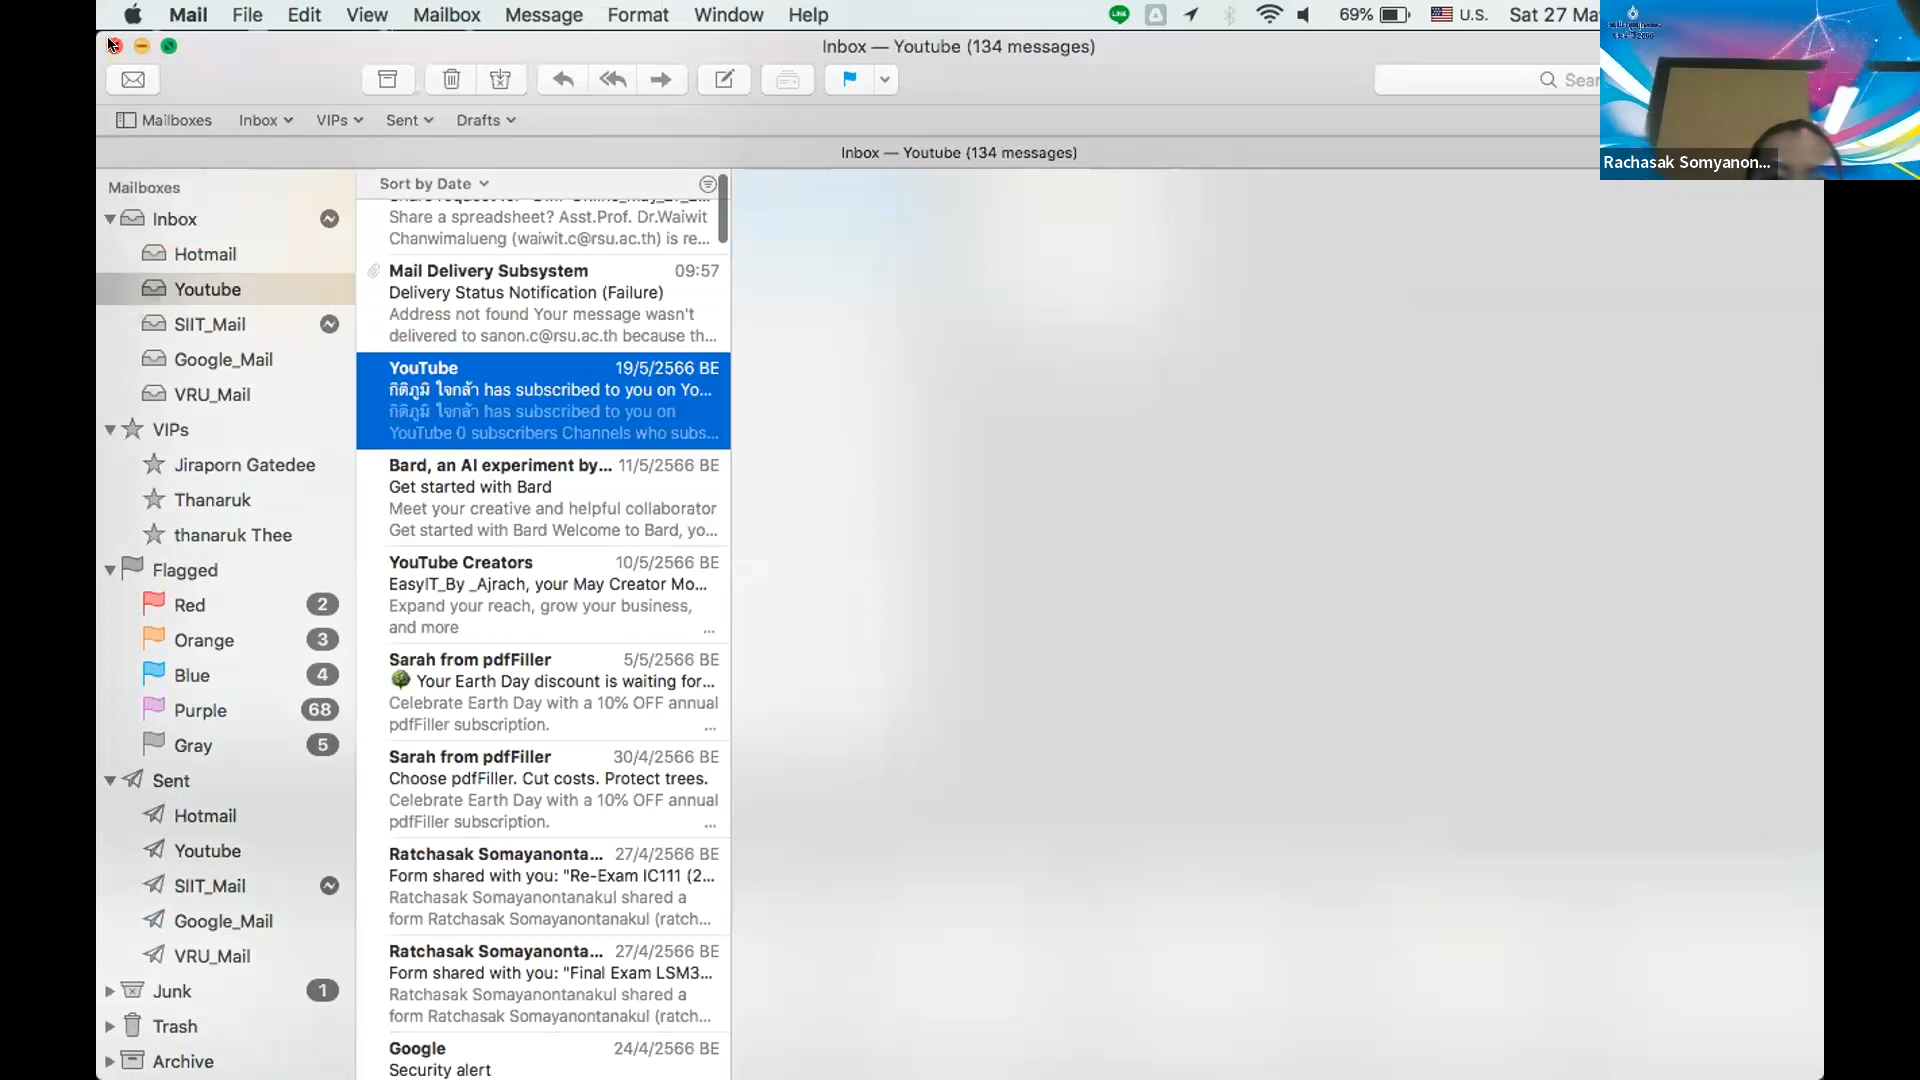 Mail File Edit View Mailbox Message Format Window Help
69% U.S. Sat 27
Inbox — Youtube (134 messages)
Mailboxes Inbox VIPs Sent Drafts
Inbox — Youtube (134 messages)
Rachasak Somyanon...
Mailboxes
Inbox
Hotmail
Youtube
SIIT_Mail
Google_Mail
VRU_Mail
VIPs
Jiraporn Gatedee
Thanaruk
thanaruk Thee
Flagged
Red 2
Orange 3
Blue 4
Purple 68
Gray 5
Sent
Hotmail
Youtube
SIIT_Mail
Google_Mail
VRU_Mail
Junk 1
Trash
Archive
Sort by Date
Share a spreadsheet? Asst.Prof. Dr.Waiwit
Chanwimalueng (waiwit.c@rsu.ac.th) is re...
Mail Delivery Subsystem 09:57
Delivery Status Notification (Failure)
Address not found Your message wasn't
delivered to sanon.c@rsu.ac.th because th...
YouTube 19/5/2566 BE
กิติภูมิ ใจกล้า has subscribed to you on Yo...
กิติภูมิ ใจกล้า has subscribed to you on
YouTube 0 subscribers Channels who subs...
Bard, an AI experiment by... 11/5/2566 BE
Get started with Bard
Meet your creative and helpful collaborator
Get started with Bard Welcome to Bard, yo...
YouTube Creators 10/5/2566 BE
EasyIT_By _Ajrach, your May Creator Mo...
Expand your reach, grow your business,
and more ...
Sarah from pdfFiller 5/5/2566 BE
🌳 Your Earth Day discount is waiting for...
Celebrate Earth Day with a 10% OFF annual
pdfFiller subscription. ...
Sarah from pdfFiller 30/4/2566 BE
Choose pdfFiller. Cut costs. Protect trees.
Celebrate Earth Day with a 10% OFF annual
pdfFiller subscription. ...
Ratchasak Somayanonta... 27/4/2566 BE
Form shared with you: "Re-Exam IC111 (2...
Ratchasak Somayanontanakul shared a
form Ratchasak Somayanontanakul (ratch...
Ratchasak Somayanonta... 27/4/2566 BE
Form shared with you: "Final Exam LSM3...
Ratchasak Somayanontanakul shared a
form Ratchasak Somayanontanakul (ratch...
Google 24/4/2566 BE
Security alert